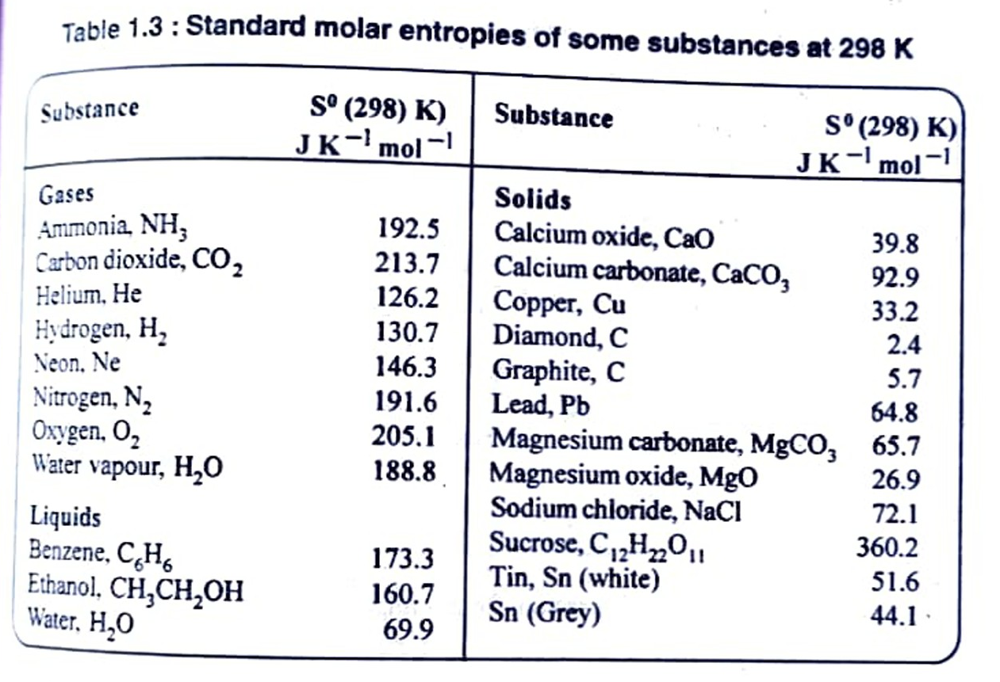 Table 1.3 : Standard molar entropies of some substances at 298 K
Substance S⁰ (298) K)
J K⁻¹ mol⁻¹
Gases
Ammonia, NH₃ 192.5
Carbon dioxide, CO₂ 213.7
Helium, He 126.2
Hydrogen, H₂ 130.7
Neon, Ne 146.3
Nitrogen, N₂ 191.6
Oxygen, O₂ 205.1
Water vapour, H₂O 188.8
Liquids
Benzene, C₆H₆ 173.3
Ethanol, CH₃CH₂OH 160.7
Water, H₂O 69.9
Substance S⁰ (298) K)
J K⁻¹ mol⁻¹
Solids
Calcium oxide, CaO 39.8
Calcium carbonate, CaCO₃ 92.9
Copper, Cu 33.2
Diamond, C 2.4
Graphite, C 5.7
Lead, Pb 64.8
Magnesium carbonate, MgCO₃ 65.7
Magnesium oxide, MgO 26.9
Sodium chloride, NaCl 72.1
Sucrose, C₁₂H₂₂O₁₁ 360.2
Tin, Sn (white) 51.6
Sn (Grey) 44.1